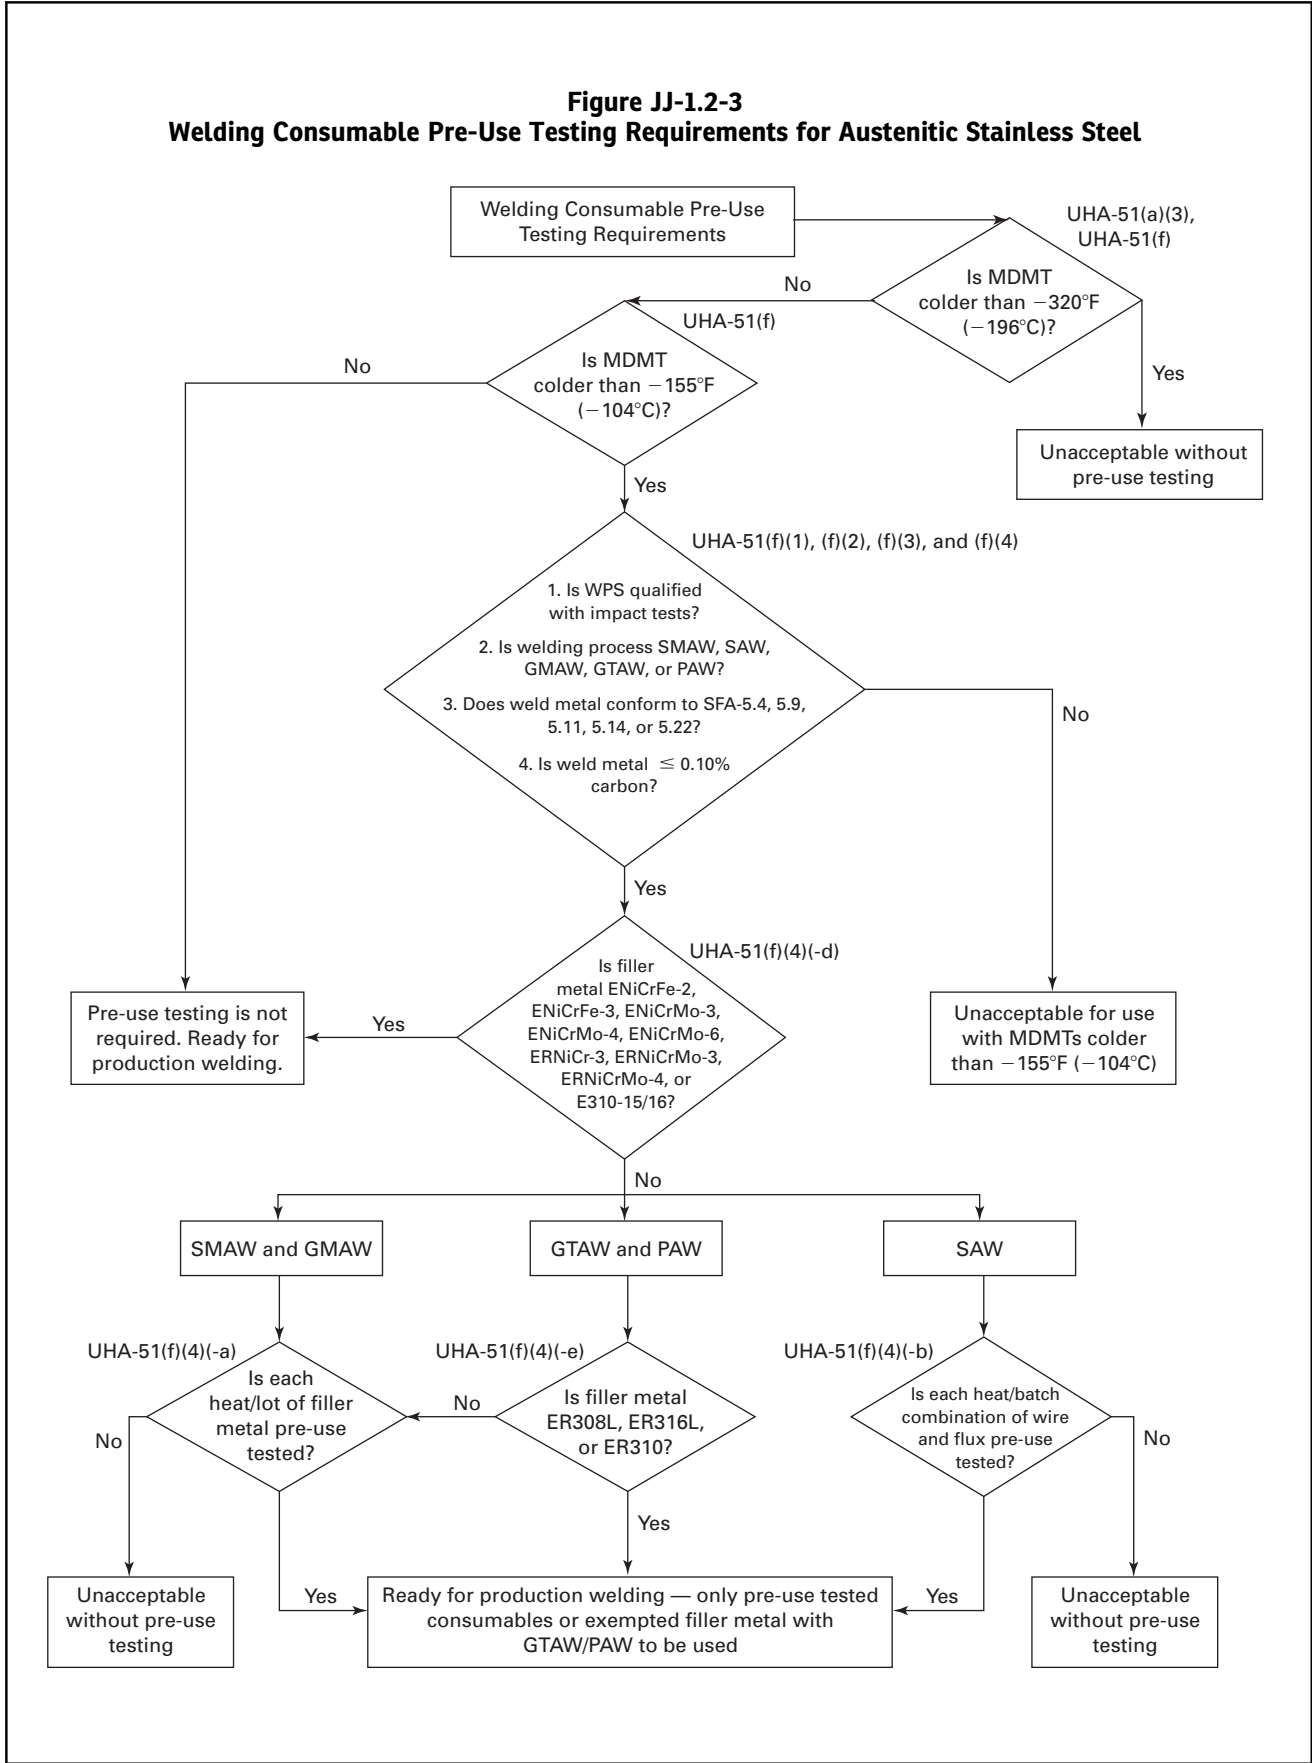 Figure JJ-1.2-3
Welding Consumable Pre-Use Testing Requirements for Austenitic Stainless Steel
Welding Consumable Pre-Use
Testing Requirements
UHA-51(a)(3),
UHA-51(f)
Is MDMT
colder than −320°F
(−196°C)?
No
Yes
Unacceptable without
pre-use testing
UHA-51(f)
Is MDMT
colder than −155°F
(−104°C)?
No
Yes
UHA-51(f)(1), (f)(2), (f)(3), and (f)(4)
1. Is WPS qualified
with impact tests?
2. Is welding process SMAW, SAW,
GMAW, GTAW, or PAW?
3. Does weld metal conform to SFA-5.4, 5.9,
5.11, 5.14, or 5.22?
4. Is weld metal ≤ 0.10%
carbon?
No
Yes
UHA-51(f)(4)(-d)
Is filler
metal ENiCrFe-2,
ENiCrFe-3, ENiCrMo-3,
ENiCrMo-4, ENiCrMo-6,
ERNiCr-3, ERNiCrMo-3,
ERNiCrMo-4, or
E310-15/16?
Yes
Pre-use testing is not
required. Ready for
production welding.
Unacceptable for use
with MDMTs colder
than −155°F (−104°C)
No
SMAW and GMAW
GTAW and PAW
SAW
UHA-51(f)(4)(-a)
Is each
heat/lot of filler
metal pre-use
tested?
No
UHA-51(f)(4)(-e)
Is filler metal
ER308L, ER316L,
or ER310?
No
Yes
UHA-51(f)(4)(-b)
Is each heat/batch
combination of wire
and flux pre-use
tested?
No
Unacceptable
without pre-use
testing
Yes
Ready for production welding — only pre-use tested
consumables or exempted filler metal with
GTAW/PAW to be used
Yes
Unacceptable
without pre-use
testing